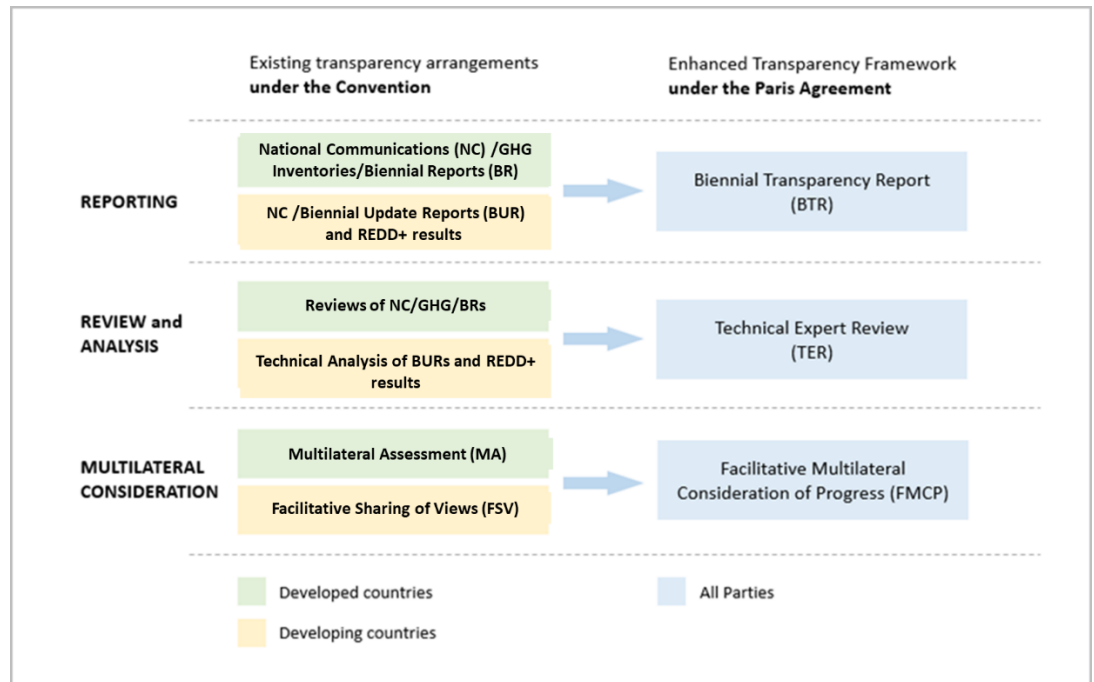 Existing transparency arrangements
under the Convention
Enhanced Transparency Framework
under the Paris Agreement
REPORTING
National Communications (NC) /GHG
Inventories/Biennial Reports (BR)
NC /Biennial Update Reports (BUR)
and REDD+ results
Biennial Transparency Report
(BTR)
REVIEW and
ANALYSIS
Reviews of NC/GHG/BRs
Technical Analysis of BURs and REDD+
results
Technical Expert Review
(TER)
MULTILATERAL
CONSIDERATION
Multilateral Assessment (MA)
Facilitative Sharing of Views (FSV)
Facilitative Multilateral
Consideration of Progress (FMCP)
Developed countries
Developing countries
All Parties